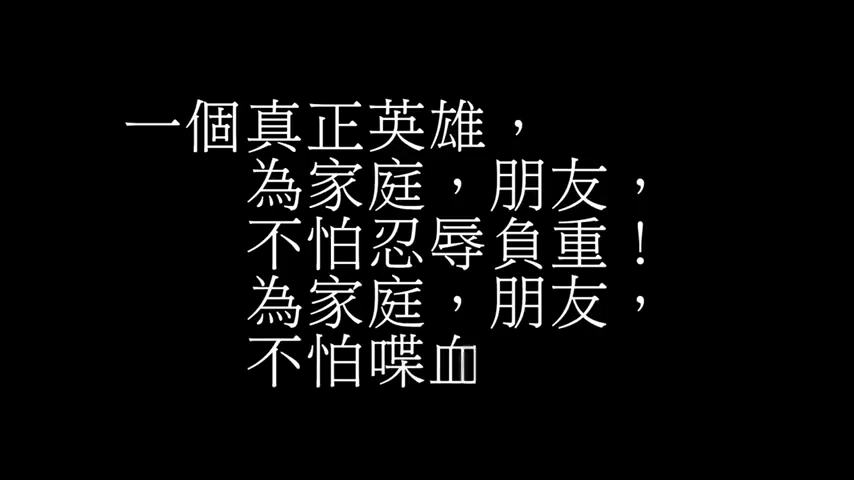 一個真正英雄，
為家庭，朋友，
不怕忍辱負重！
為家庭，朋友，
不怕喋血